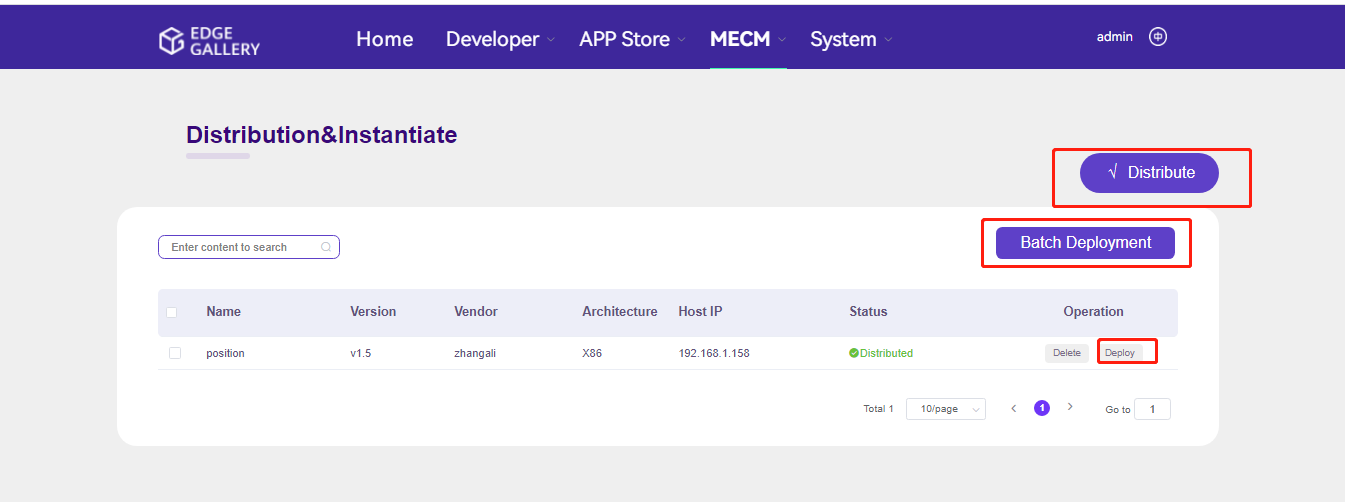 EDGE GALLERY
Home Developer APP Store MECM System admin 中
Distribution&Instantiate
√ Distribute
Enter content to search
Batch Deployment
Name Version Vendor Architecture Host IP Status Operation
position v1.5 zhangali X86 192.168.1.158 Distributed Delete Deploy
Total 1 10/page < 1 > Go to 1